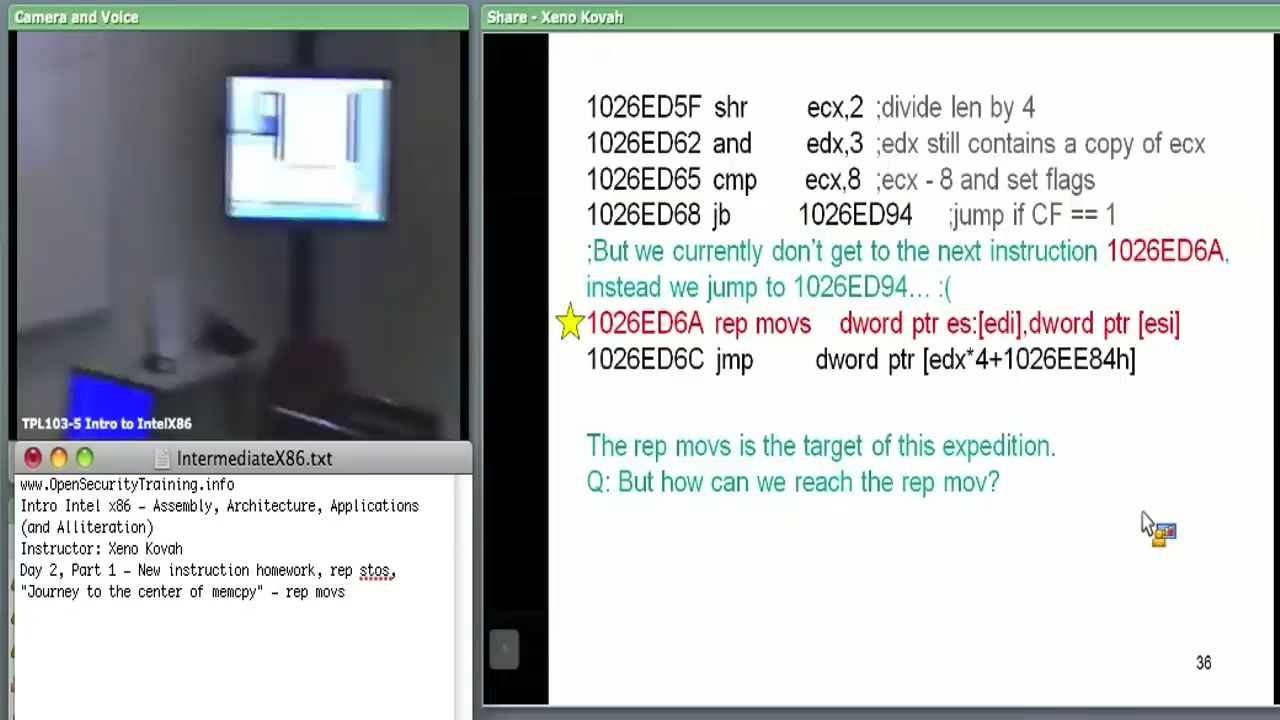 Camera and Voice
TPL103-5 Intro to IntelX86
IntermediateX86.txt
www.OpenSecurityTraining.info
Intro Intel x86 – Assembly, Architecture, Applications
(and Alliteration)
Instructor: Xeno Kovah
Day 2, Part 1 – New instruction homework, rep stos,
"Journey to the center of memcpy" – rep movs
Share - Xeno Kovah
1026ED5F shr ecx,2 ;divide len by 4
1026ED62 and edx,3 ;edx still contains a copy of ecx
1026ED65 cmp ecx,8 ;ecx - 8 and set flags
1026ED68 jb 1026ED94 ;jump if CF == 1
;But we currently don't get to the next instruction 1026ED6A,
instead we jump to 1026ED94... :(
1026ED6A rep movs dword ptr es:[edi],dword ptr [esi]
1026ED6C jmp dword ptr [edx*4+1026EE84h]
The rep movs is the target of this expedition.
Q: But how can we reach the rep mov?
36